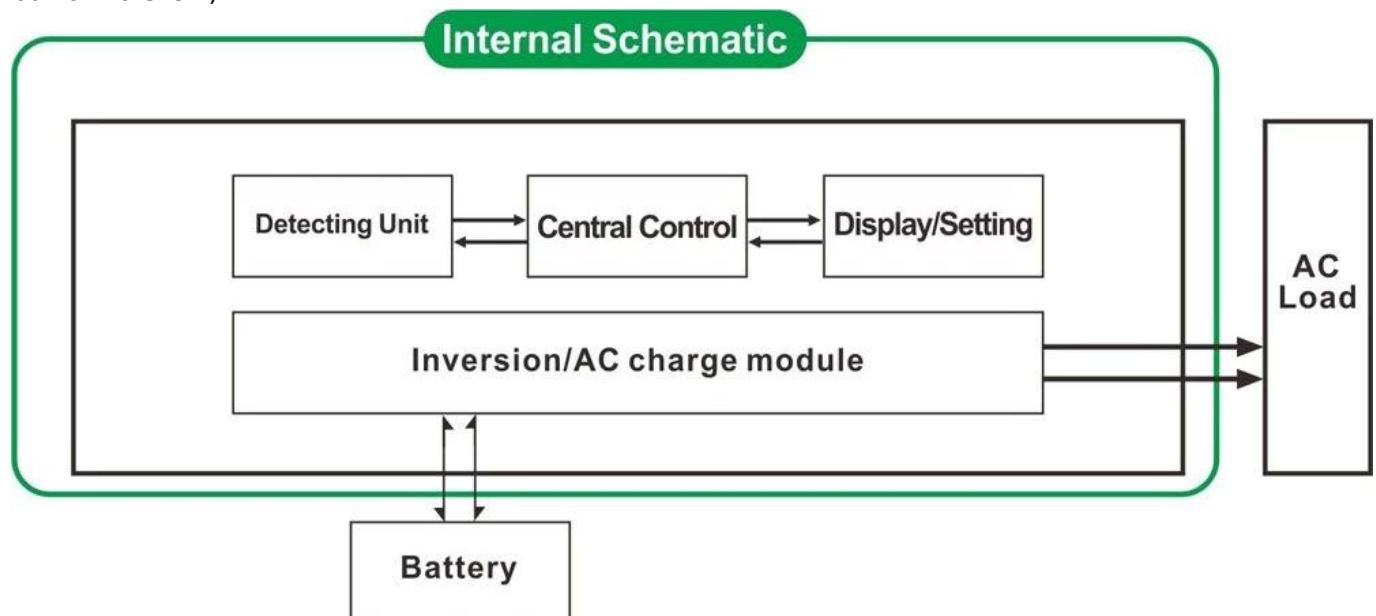 Internal Schematic
Detecting Unit
Central Control
Display/Setting
AC
Load
Inversion/AC charge module
Battery